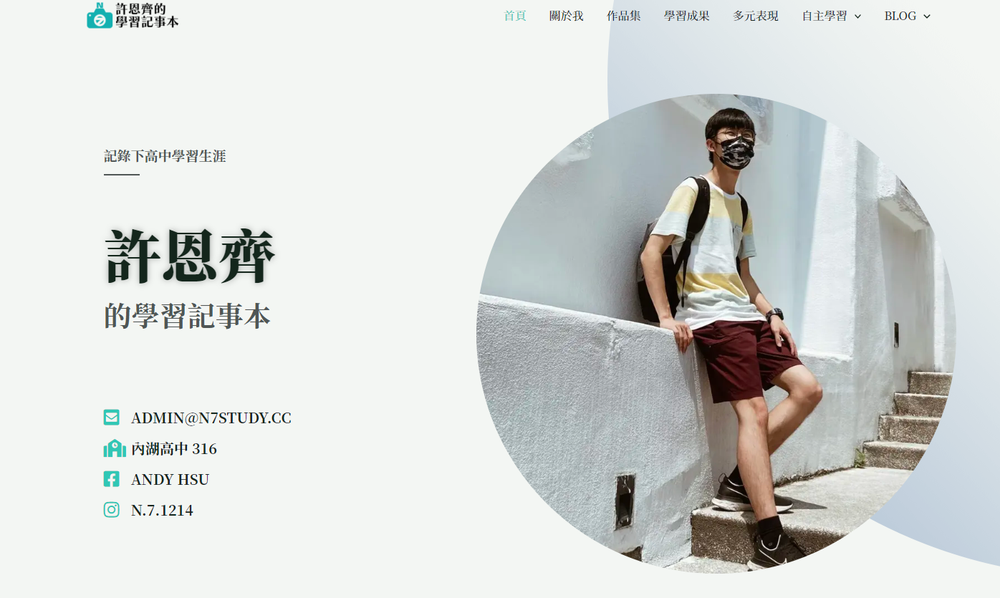 許恩齊的
學習記事本
首頁
關於我
作品集
學習成果
多元表現
自主學習
BLOG
記錄下高中學習生涯
許恩齊
的學習記事本
ADMIN@N7STUDY.CC
內湖高中 316
ANDY HSU
N.7.1214